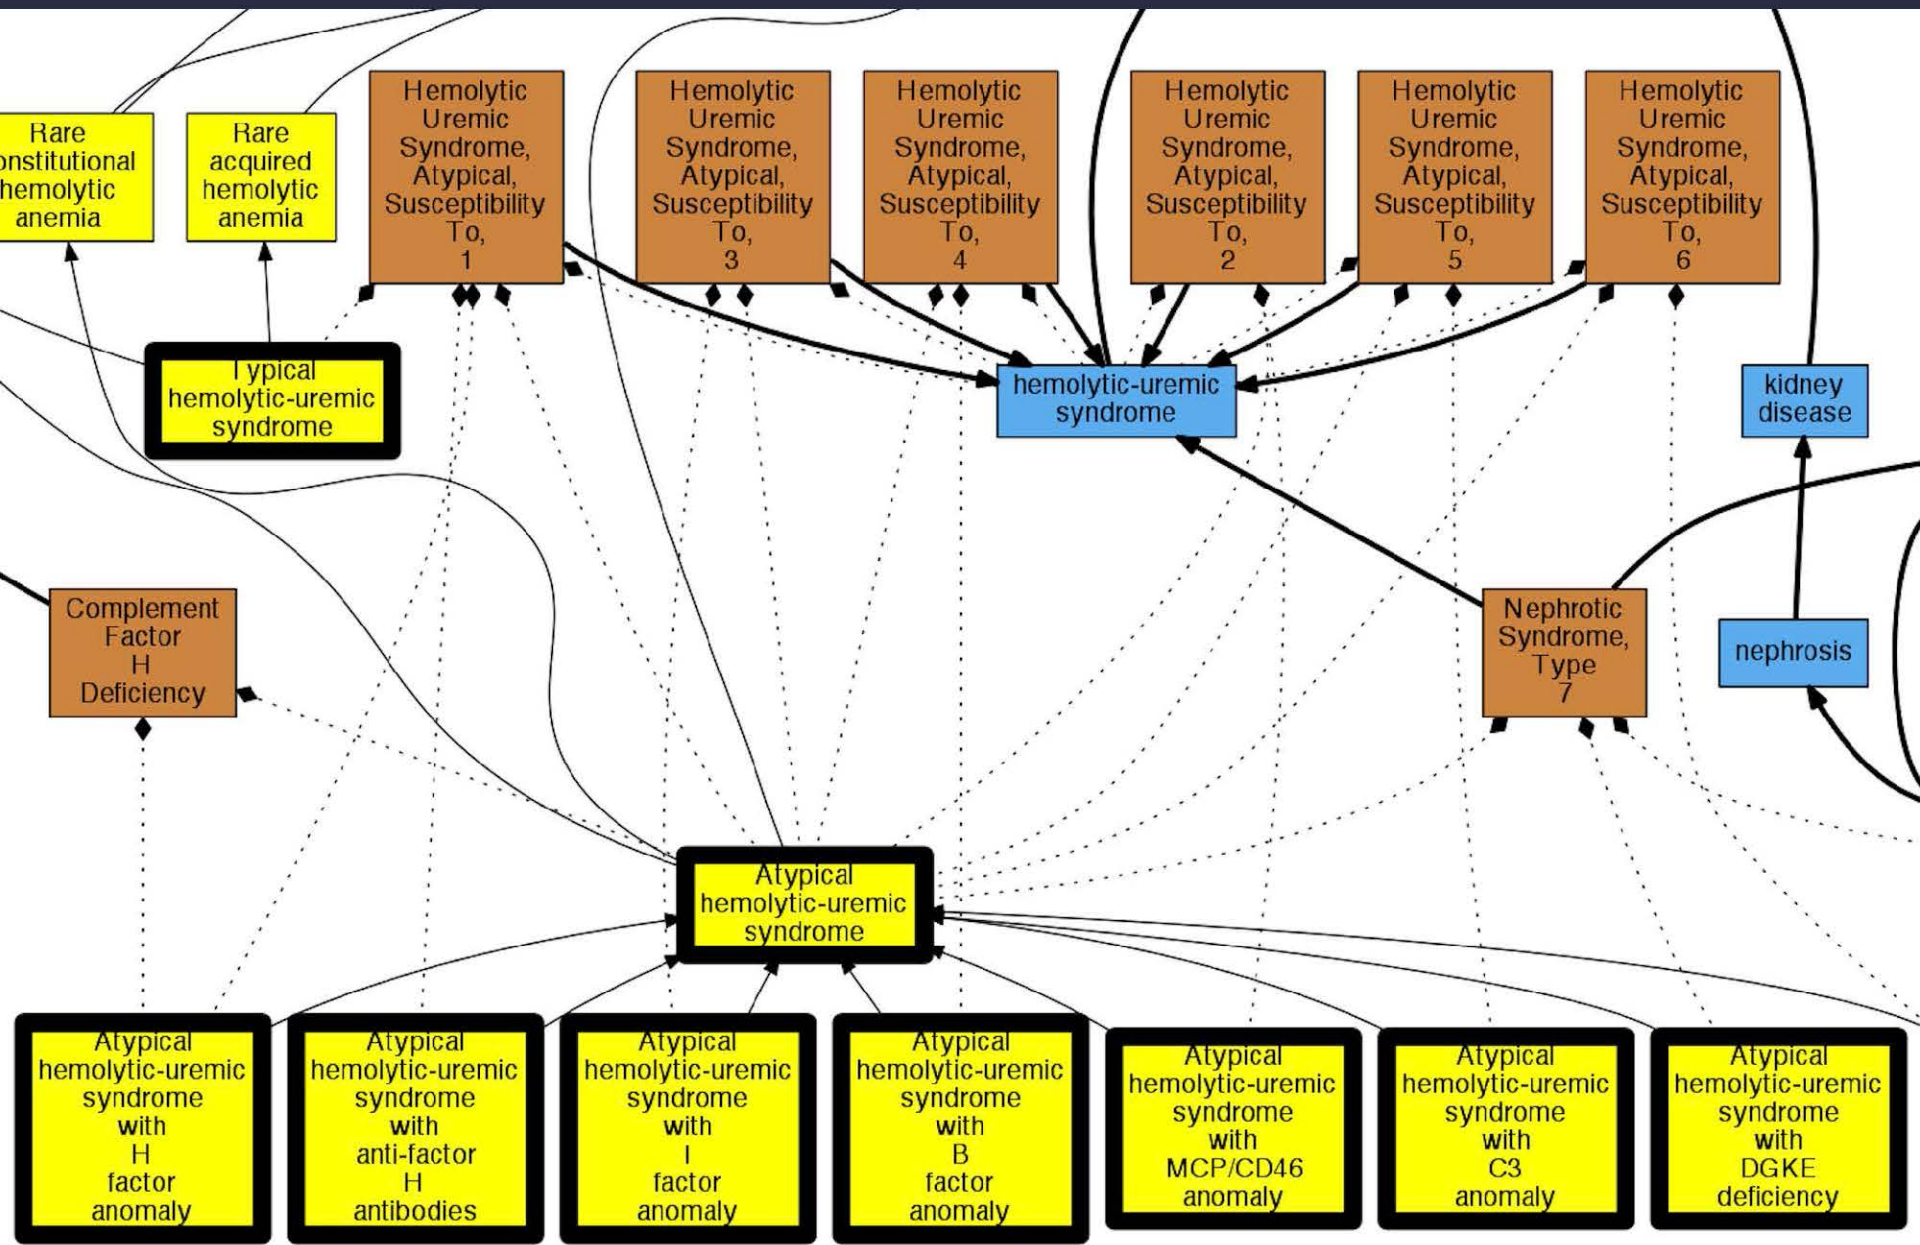 Hemolytic
Uremic
Syndrome,
Atypical,
Susceptibility
To,
1
Hemolytic
Uremic
Syndrome,
Atypical,
Susceptibility
To,
3
Hemolytic
Uremic
Syndrome,
Atypical,
Susceptibility
To,
4
Hemolytic
Uremic
Syndrome,
Atypical,
Susceptibility
To,
2
Hemolytic
Uremic
Syndrome,
Atypical,
Susceptibility
To,
5
Hemolytic
Uremic
Syndrome,
Atypical,
Susceptibility
To,
6
Rare
onstitutional
hemolytic
anemia
Rare
acquired
hemolytic
anemia
Typical
hemolytic-uremic
syndrome
hemolytic-uremic
syndrome
kidney
disease
Complement
Factor
H
Deficiency
Nephrotic
Syndrome,
Type
7
nephrosis
Atypical
hemolytic-uremic
syndrome
Atypical
hemolytic-uremic
syndrome
with
H
factor
anomaly
Atypical
hemolytic-uremic
syndrome
with
anti-factor
H
antibodies
Atypical
hemolytic-uremic
syndrome
with
I
factor
anomaly
Atypical
hemolytic-uremic
syndrome
with
B
factor
anomaly
Atypical
hemolytic-uremic
syndrome
with
MCP/CD46
anomaly
Atypical
hemolytic-uremic
syndrome
with
C3
anomaly
Atypical
hemolytic-uremic
syndrome
with
DGKE
deficiency